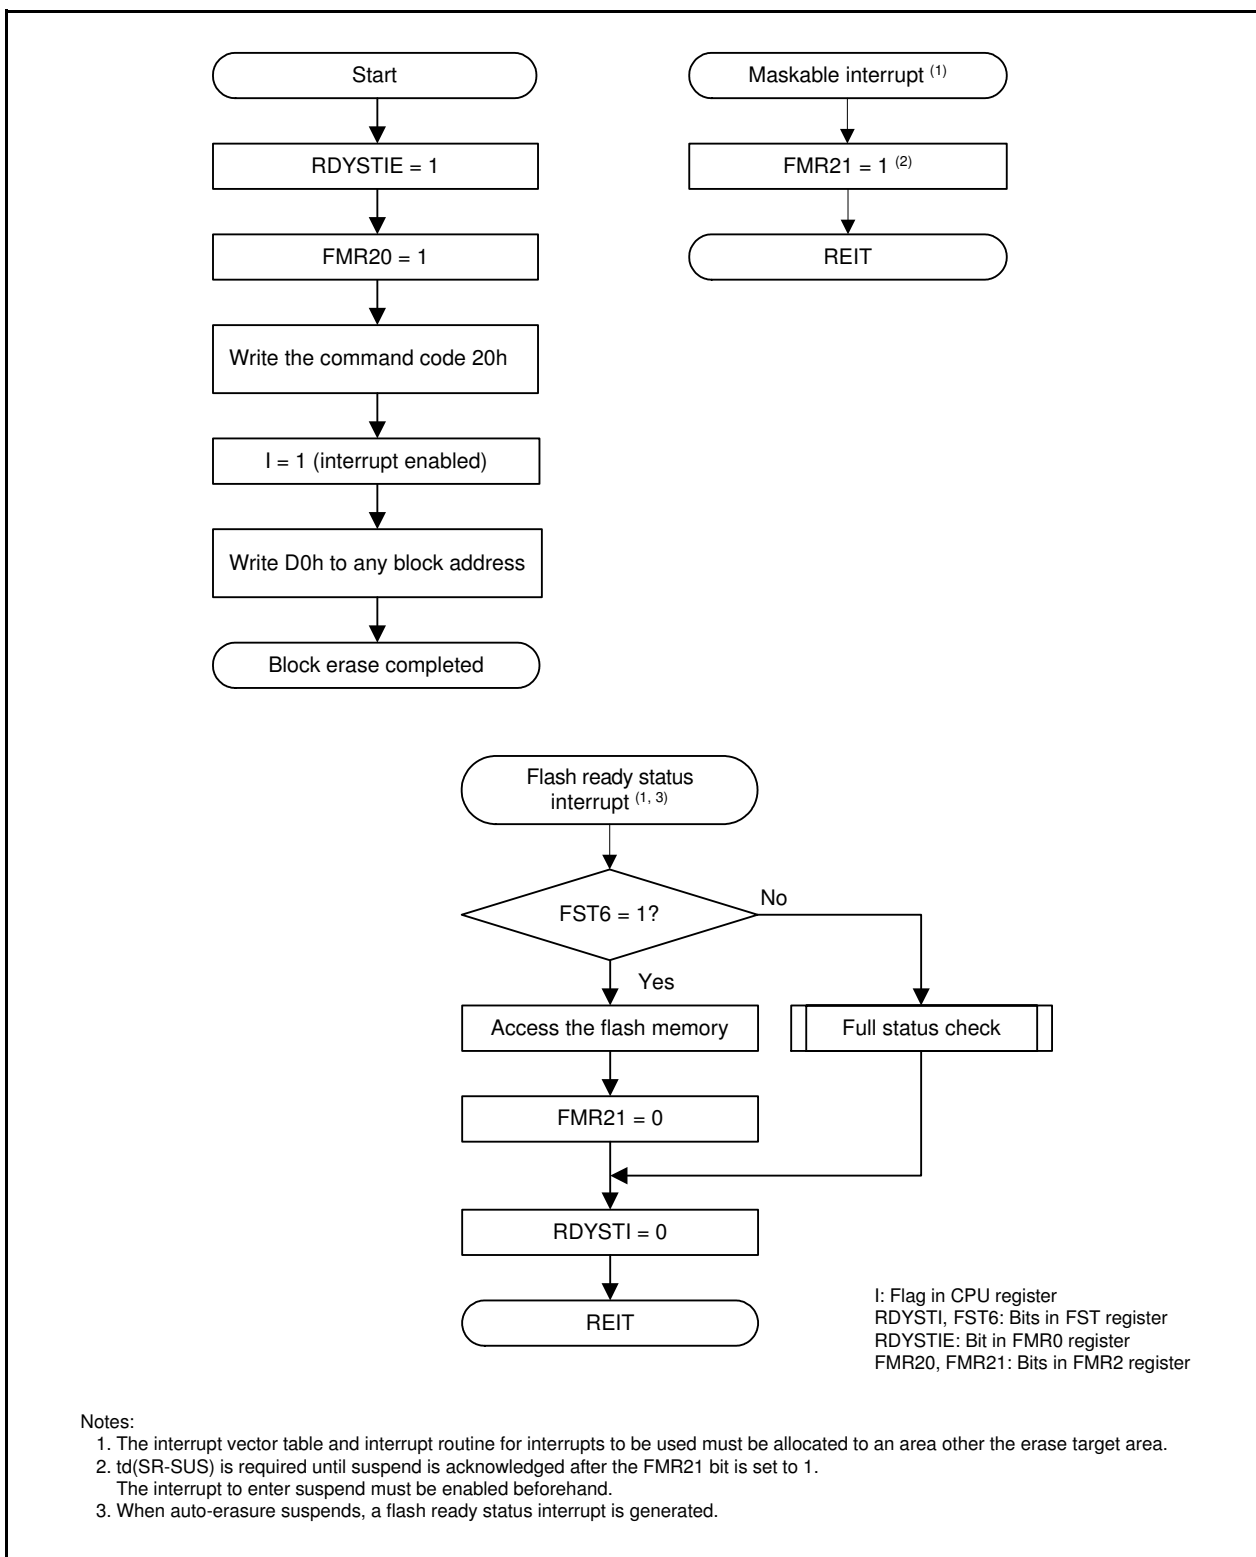 Start
RDYSTIE = 1
FMR20 = 1
Write the command code 20h
I = 1 (interrupt enabled)
Write D0h to any block address
Block erase completed
Maskable interrupt (1)
FMR21 = 1 (2)
REIT
Flash ready status
interrupt (1, 3)
FST6 = 1?
No
Yes
Access the flash memory
Full status check
FMR21 = 0
RDYSTI = 0
REIT
I: Flag in CPU register
RDYSTI, FST6: Bits in FST register
RDYSTIE: Bit in FMR0 register
FMR20, FMR21: Bits in FMR2 register
Notes:
1. The interrupt vector table and interrupt routine for interrupts to be used must be allocated to an area other the erase target area.
2. td(SR-SUS) is required until suspend is acknowledged after the FMR21 bit is set to 1.
The interrupt to enter suspend must be enabled beforehand.
3. When auto-erasure suspends, a flash ready status interrupt is generated.